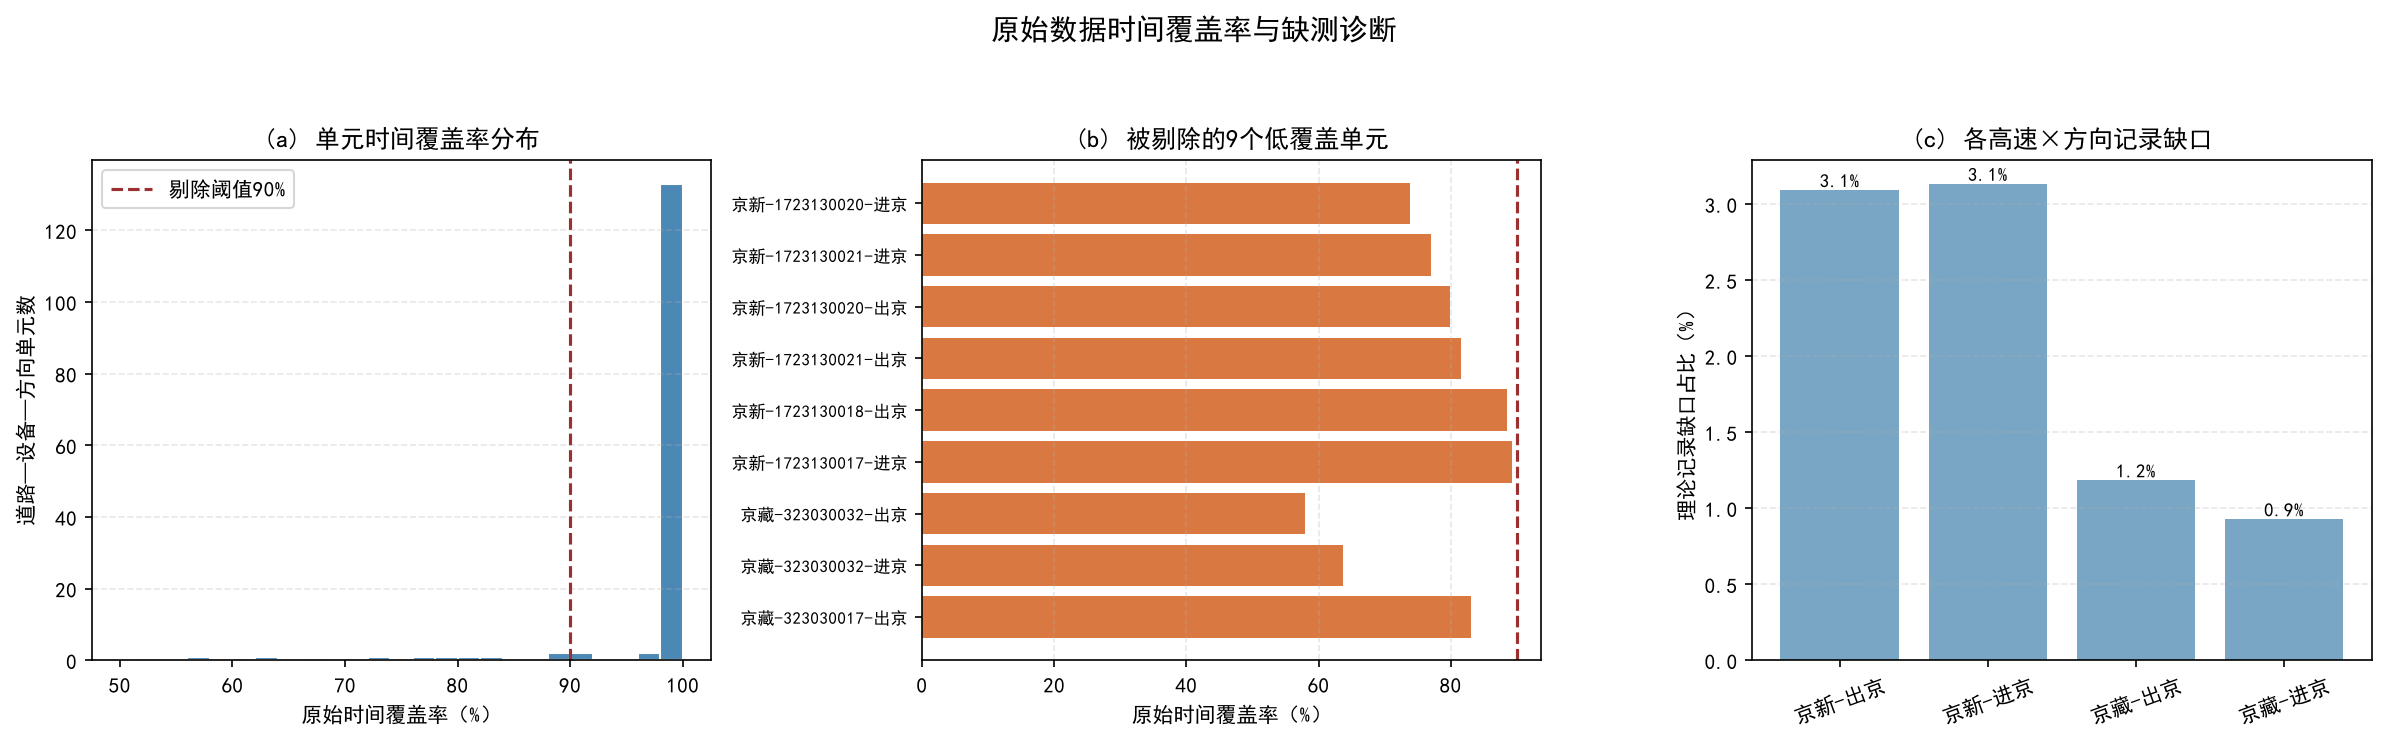 原始数据时间覆盖率与缺测诊断
(a) 单元时间覆盖率分布
剔除阈值90%
道路—设备—方向单元数
120
100
80
60
40
20
0
50 60 70 80 90 100
原始时间覆盖率 (%)
(b) 被剔除的9个低覆盖单元
京新-1723130020-进京
京新-1723130021-进京
京新-1723130020-出京
京新-1723130021-出京
京新-1723130018-出京
京新-1723130017-进京
京藏-323030032-出京
京藏-323030032-进京
京藏-323030017-出京
0 20 40 60 80
原始时间覆盖率 (%)
(c) 各高速×方向记录缺口
理论记录缺口占比 (%)
3.0
2.5
2.0
1.5
1.0
0.5
0.0
3.1%
3.1%
1.2%
0.9%
京新-出京
京新-进京
京藏-出京
京藏-进京